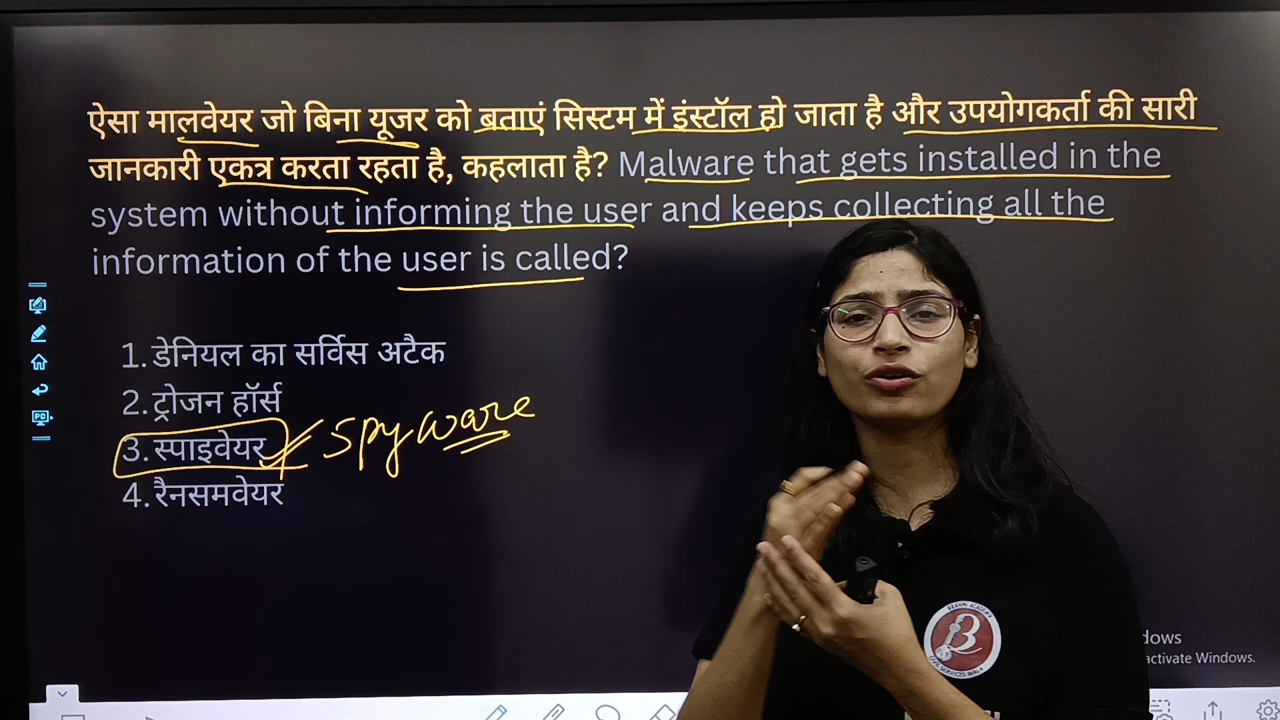 ऐसा मालवेयर जो बिना यूजर को बताएं सिस्टम में इंस्टॉल हो जाता है और उपयोगकर्ता की सारी
जानकारी एकत्र करता रहता है, कहलाता है? Malware that gets installed in the
system without informing the user and keeps collecting all the
information of the user is called?
1. डेनियल का सर्विस अटैक
2. ट्रोजन हॉर्स
3. स्पाइवेयर Spyware
4. रैनसमवेयर
dows
activate Windows.